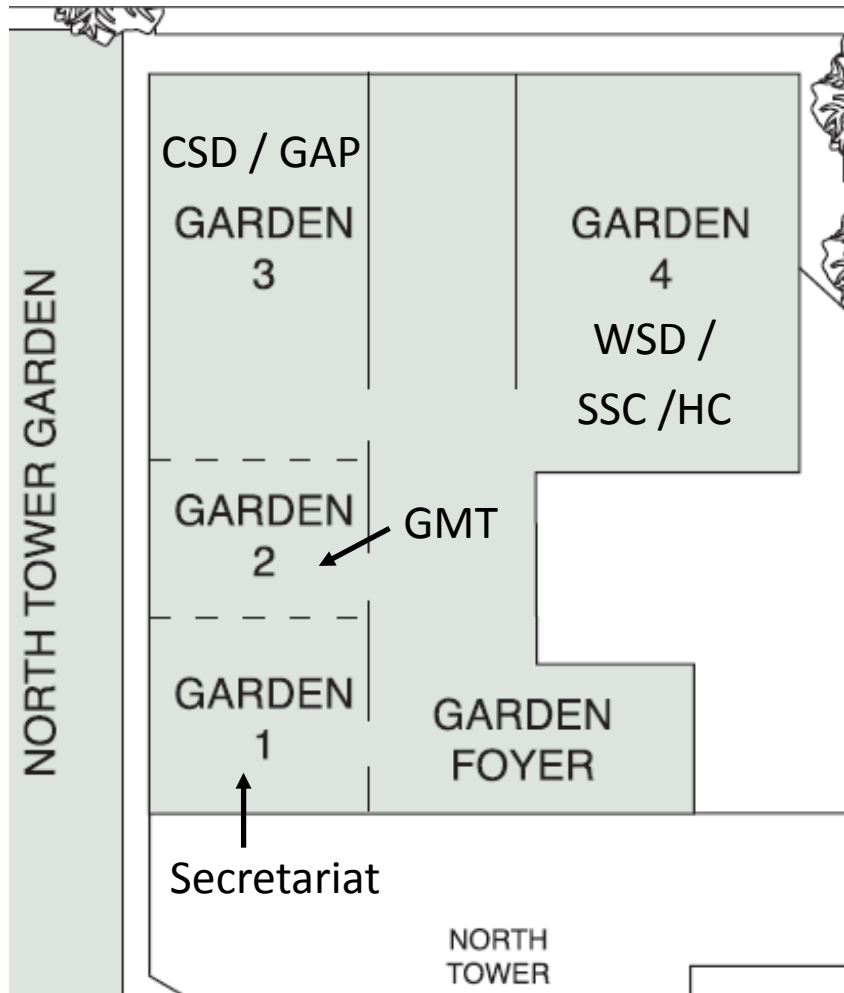 CSD / GAP
GARDEN
3
GARDEN
4
WSD /
SSC /HC
NORTH TOWER GARDEN
GARDEN
2
GMT
GARDEN
1
GARDEN
FOYER
Secretariat
NORTH
TOWER